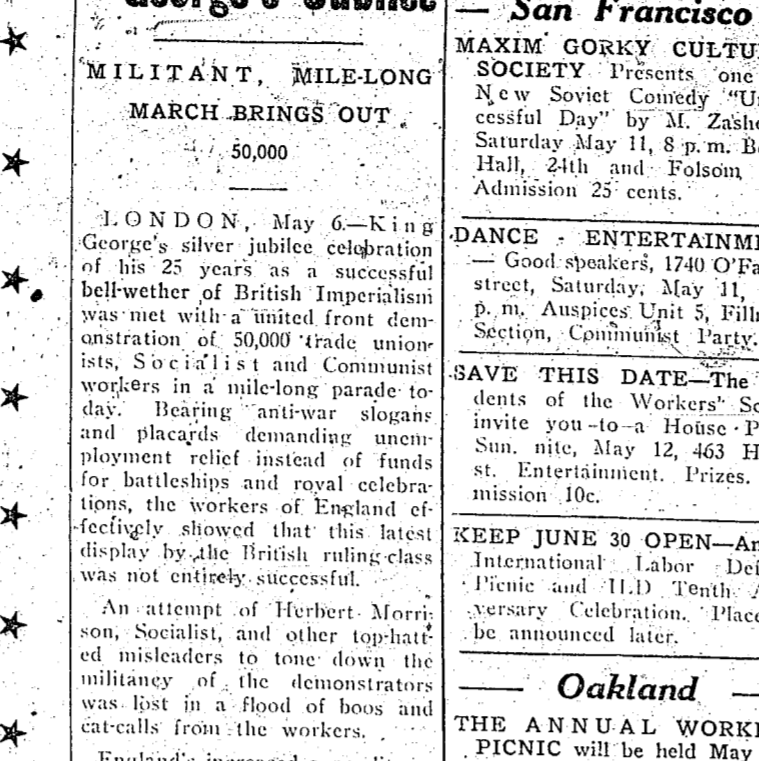 George's Jubilee
MILITANT, MILE-LONG
MARCH BRINGS OUT
50,000
LONDON, May 6.—King
George's silver jubilee celebration
of his 25 years as a successful
bell-wether of British Imperialism
was met with a united front dem-
onstration of 50,000 trade union-
ists, Socialist and Communist
workers in a mile-long parade to-
day. Bearing anti-war slogans
and placards demanding unem-
ployment relief instead of funds
for battleships and royal celebra-
tions, the workers of England ef-
fectively showed that this latest
display by the British ruling class
was not entirely successful.
An attempt of Herbert Morri-
son, Socialist, and other top-hatt-
ed misleaders to tone down the
militancy of the demonstrators
was lost in a flood of boos and
cat-calls from the workers.
England's increased
— San Francisco
MAXIM GORKY CULTU
SOCIETY Presents one
New Soviet Comedy "Un
cessful Day" by M. Zashe
Saturday May 11, 8 p.m. Be
Hall, 24th and Folsom
Admission 25 cents.
DANCE - ENTERTAINME
— Good speakers, 1740 O'Fa
street, Saturday, May 11,
p. m. Auspices Unit 5, Fillm
Section, Communist Party.
SAVE THIS DATE—The
dents of the Workers' Sc
invite you-to-a House P
Sun. nite, May 12, 463 H
st. Entertainment. Prizes.
mission 10c.
KEEP JUNE 30 OPEN—An
International Labor Def
Picnic and ILD Tenth A
versary Celebration. Place
be announced later.
— Oakland —
THE ANNUAL WORKE
PICNIC will be held May